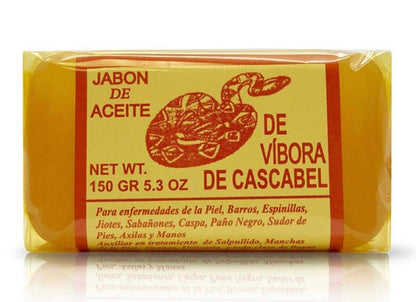 JABON
DE
ACEITE
DE
VÍBORA
DE CASCABEL
NET WT.
150 GR 5.3 OZ
Para enfermedades de la Piel, Barros, Espinillas,
Jiotes, Sabañones, Caspa, Paño Negro, Sudor de
Pies, Axilas y Manos
Auxiliar en tratamiento de Salpullido, Manchas